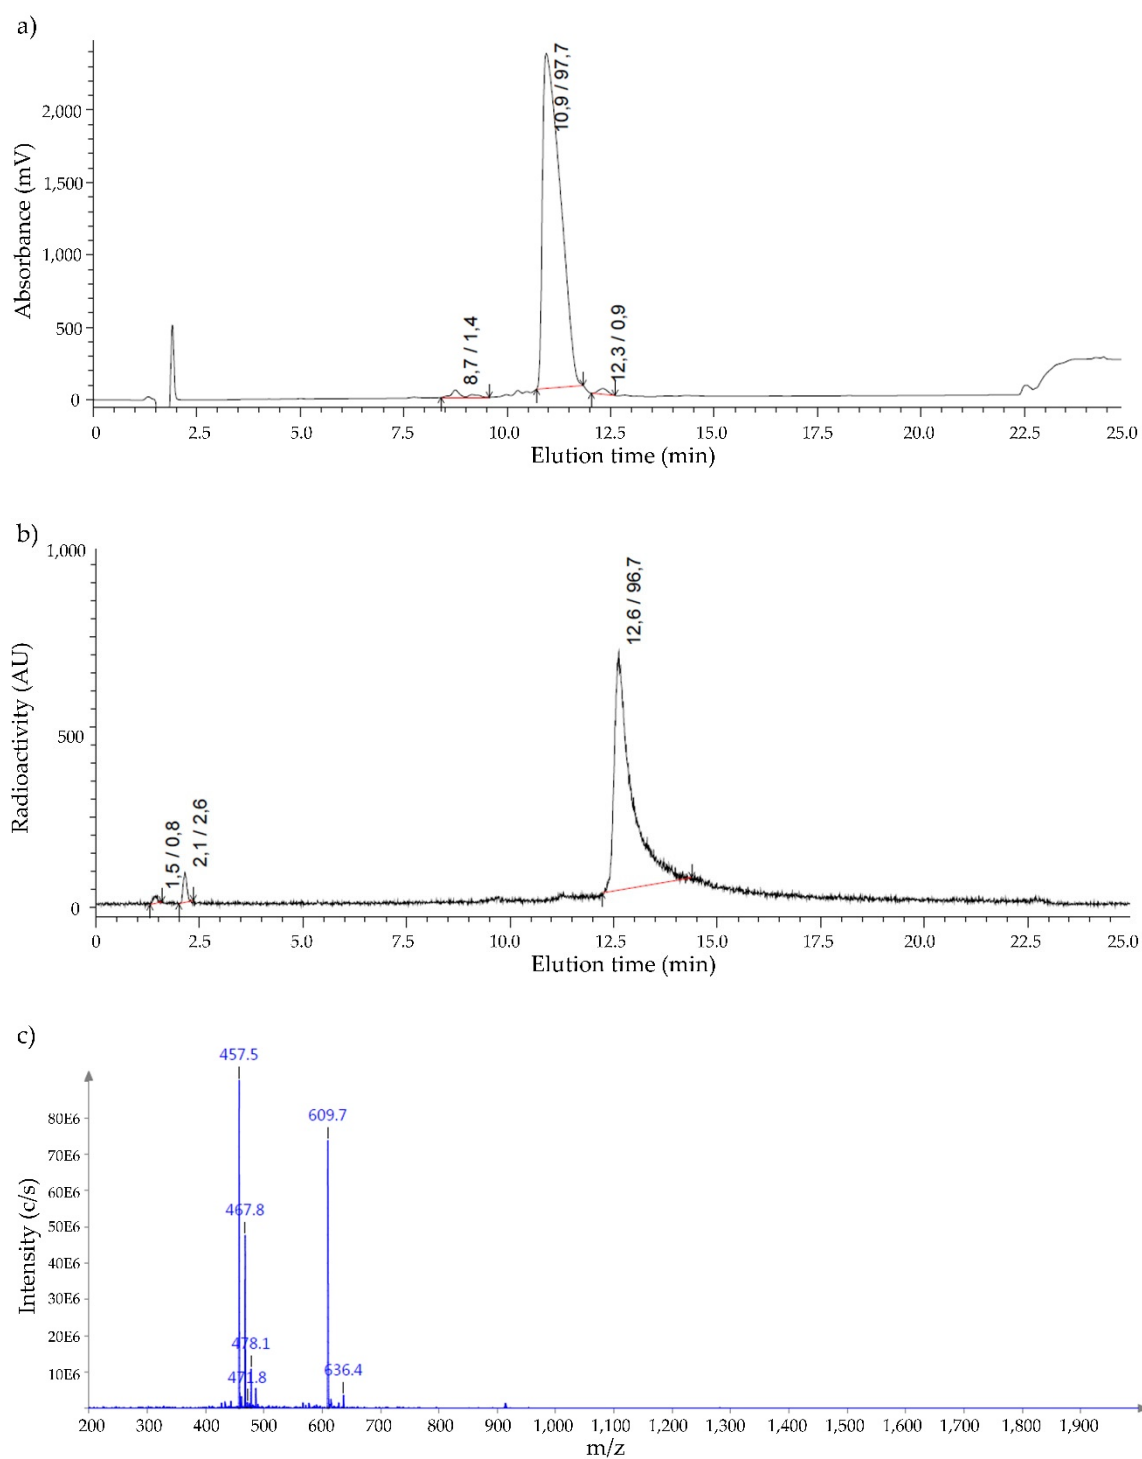 a)
Absorbance (mV)
2,000
1,500
1,000
500
0
8,7 / 1,4
10,9 / 97,7
12,3 / 0,9
0 2.5 5.0 7.5 10.0 12.5 15.0 17.5 20.0 22.5 25.0
Elution time (min)
b)
Radioactivity (AU)
1,000
500
0
1,5 / 0,8
2,1 / 2,6
12,6 / 96,7
0 2.5 5.0 7.5 10.0 12.5 15.0 17.5 20.0 22.5 25.0
Elution time (min)
c)
Intensity (c/s)
80E6
70E6
60E6
50E6
40E6
30E6
20E6
10E6
457.5
609.7
467.8
478.1
471.8
636.4
200 300 400 500 600 700 800 900 1,000 1,100 1,200 1,300 1,400 1,500 1,600 1,700 1,800 1,900
m/z